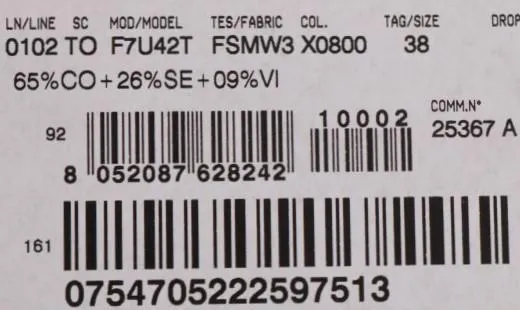 LN/LINE SC MOD/MODEL TES/FABRIC COL. TAG/SIZE DROP
0102 TO F7U42T FSMW3 X0800 38
65%CO+26%SE+09%VI
10002 COMM.N°
92 25367 A
8 052087 628242
161
0754705222597513